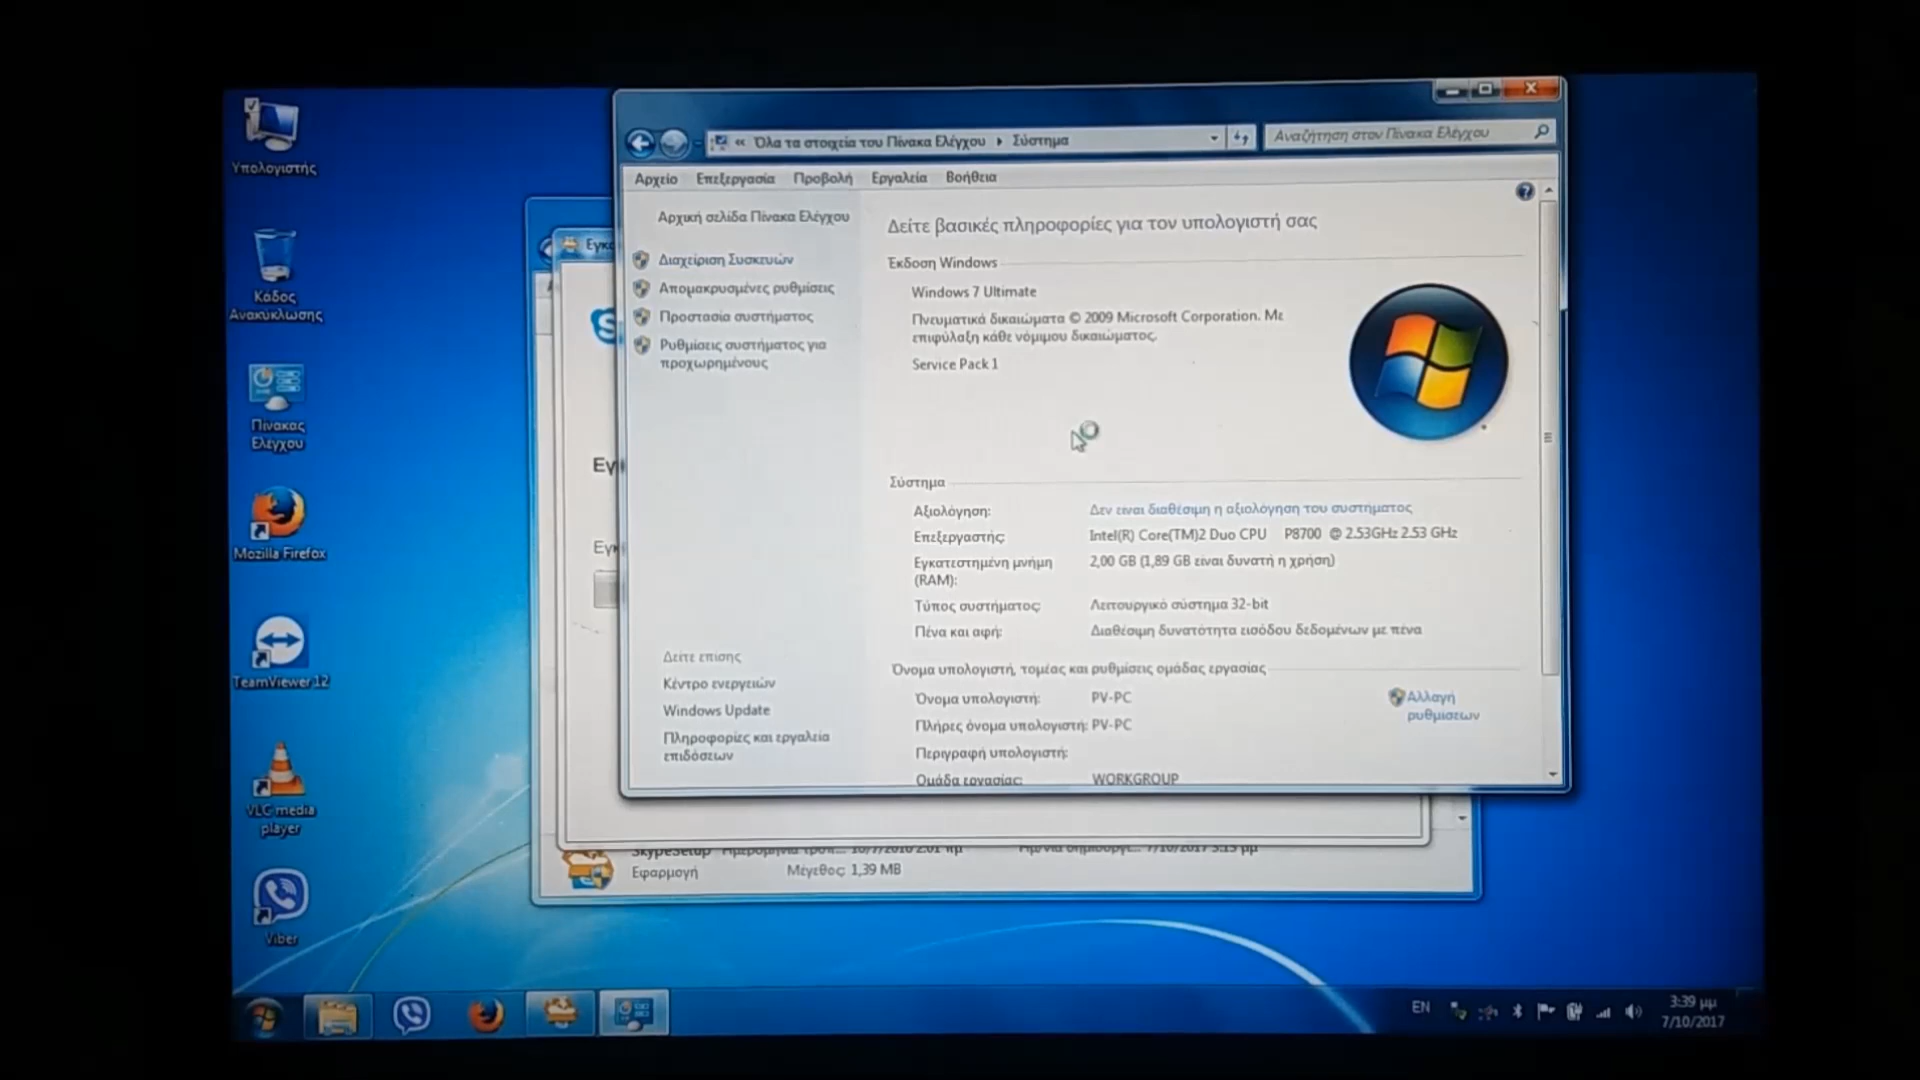 Υπολογιστής
Κάδος
Ανακύκλωσης
Πίνακας
Ελέγχου
Mozilla Firefox
TeamViewer 12
VLC media
player
Viber
« Όλα τα στοιχεία του Πίνακα Ελέγχου ▸ Σύστημα
Αναζήτηση στον Πίνακα Ελέγχου
Αρχείο Επεξεργασία Προβολή Εργαλεία Βοήθεια
Αρχική σελίδα Πίνακα Ελέγχου
Διαχείριση Συσκευών
Απομακρυσμένες ρυθμίσεις
Προστασία συστήματος
Ρυθμίσεις συστήματος για
προχωρημένους
Δείτε επίσης
Κέντρο ενεργειών
Windows Update
Πληροφορίες και εργαλεία
επιδόσεων
Δείτε βασικές πληροφορίες για τον υπολογιστή σας
Έκδοση Windows
Windows 7 Ultimate
Πνευματικά δικαιώματα © 2009 Microsoft Corporation. Με
επιφύλαξη κάθε νόμιμου δικαιώματος.
Service Pack 1
Σύστημα
Αξιολόγηση: Δεν είναι διαθέσιμη η αξιολόγηση του συστήματος
Επεξεργαστής: Intel(R) Core(TM)2 Duo CPU P8700 @ 2.53GHz 2.53 GHz
Εγκατεστημένη μνήμη
(RAM): 2,00 GB (1,89 GB είναι δυνατή η χρήση)
Τύπος συστήματος: Λειτουργικό σύστημα 32-bit
Πένα και αφή: Διαθέσιμη δυνατότητα εισόδου δεδομένων με πένα
Όνομα υπολογιστή, τομέας και ρυθμίσεις ομάδας εργασίας
Όνομα υπολογιστή: PV-PC
Αλλαγή
ρυθμίσεων
Πλήρες όνομα υπολογιστή: PV-PC
Περιγραφή υπολογιστή:
Ομάδα εργασίας: WORKGROUP
Εγκ
Εγ
Εγκ
SkypeSetup
Εφαρμογή Μέγεθος: 1,39 MB
EN
3:39 μμ
7/10/2017